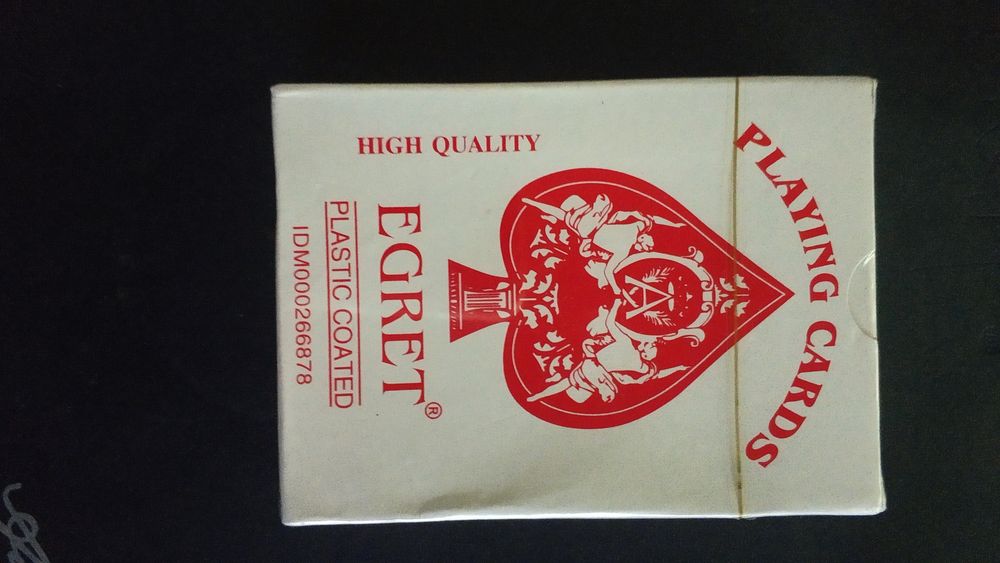 PLAYING CARDS
HIGH QUALITY
EGRET®
PLASTIC COATED
IDM000266878